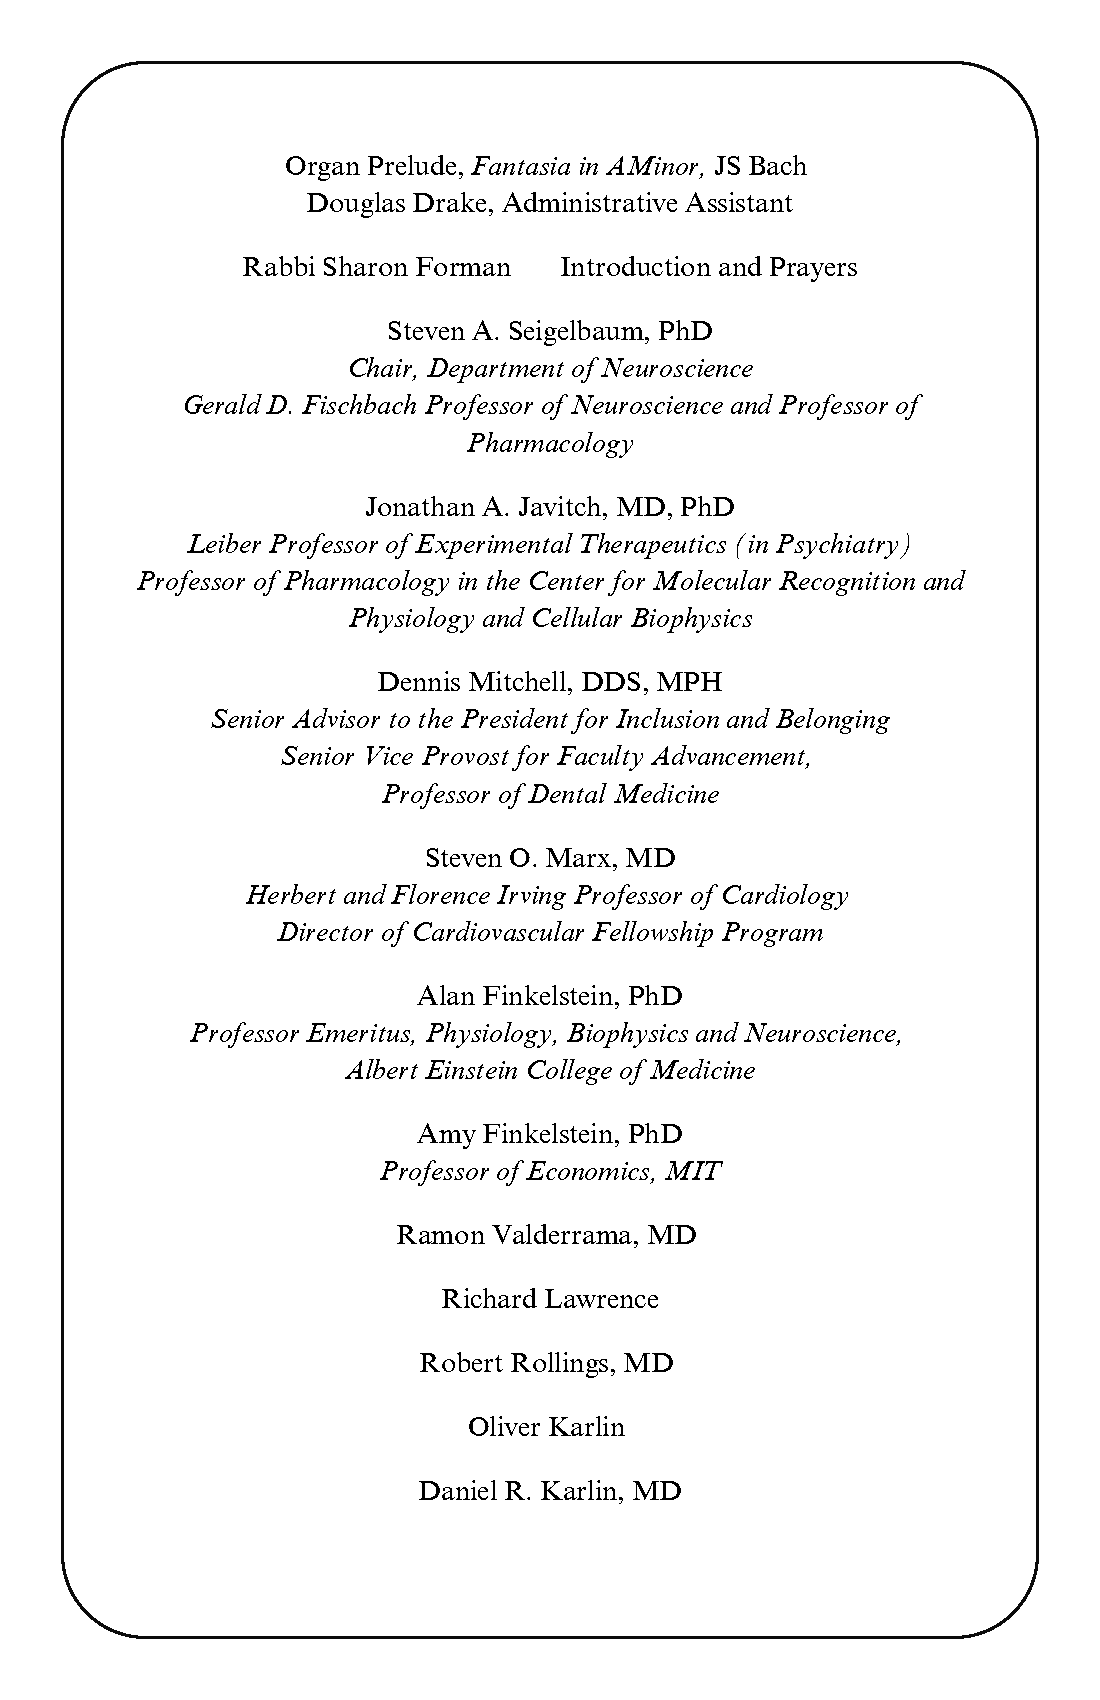 Organ Prelude, Fantasia in AMinor, JS Bach
Douglas Drake, Administrative Assistant
Rabbi Sharon Forman Introduction and Prayers
Steven A. Seigelbaum, PhD
Chair, Department of Neuroscience
Gerald D. Fischbach Professor of Neuroscience and Professor of
Pharmacology
Jonathan A. Javitch, MD, PhD
Leiber Professor of Experimental Therapeutics (in Psychiatry)
Professor of Pharmacology in the Center for Molecular Recognition and
Physiology and Cellular Biophysics
Dennis Mitchell, DDS, MPH
Senior Advisor to the President for Inclusion and Belonging
Senior Vice Provost for Faculty Advancement,
Professor of Dental Medicine
Steven O. Marx, MD
Herbert and Florence Irving Professor of Cardiology
Director of Cardiovascular Fellowship Program
Alan Finkelstein, PhD
Professor Emeritus, Physiology, Biophysics and Neuroscience,
Albert Einstein College of Medicine
Amy Finkelstein, PhD
Professor of Economics, MIT
Ramon Valderrama, MD
Richard Lawrence
Robert Rollings, MD
Oliver Karlin
Daniel R. Karlin, MD